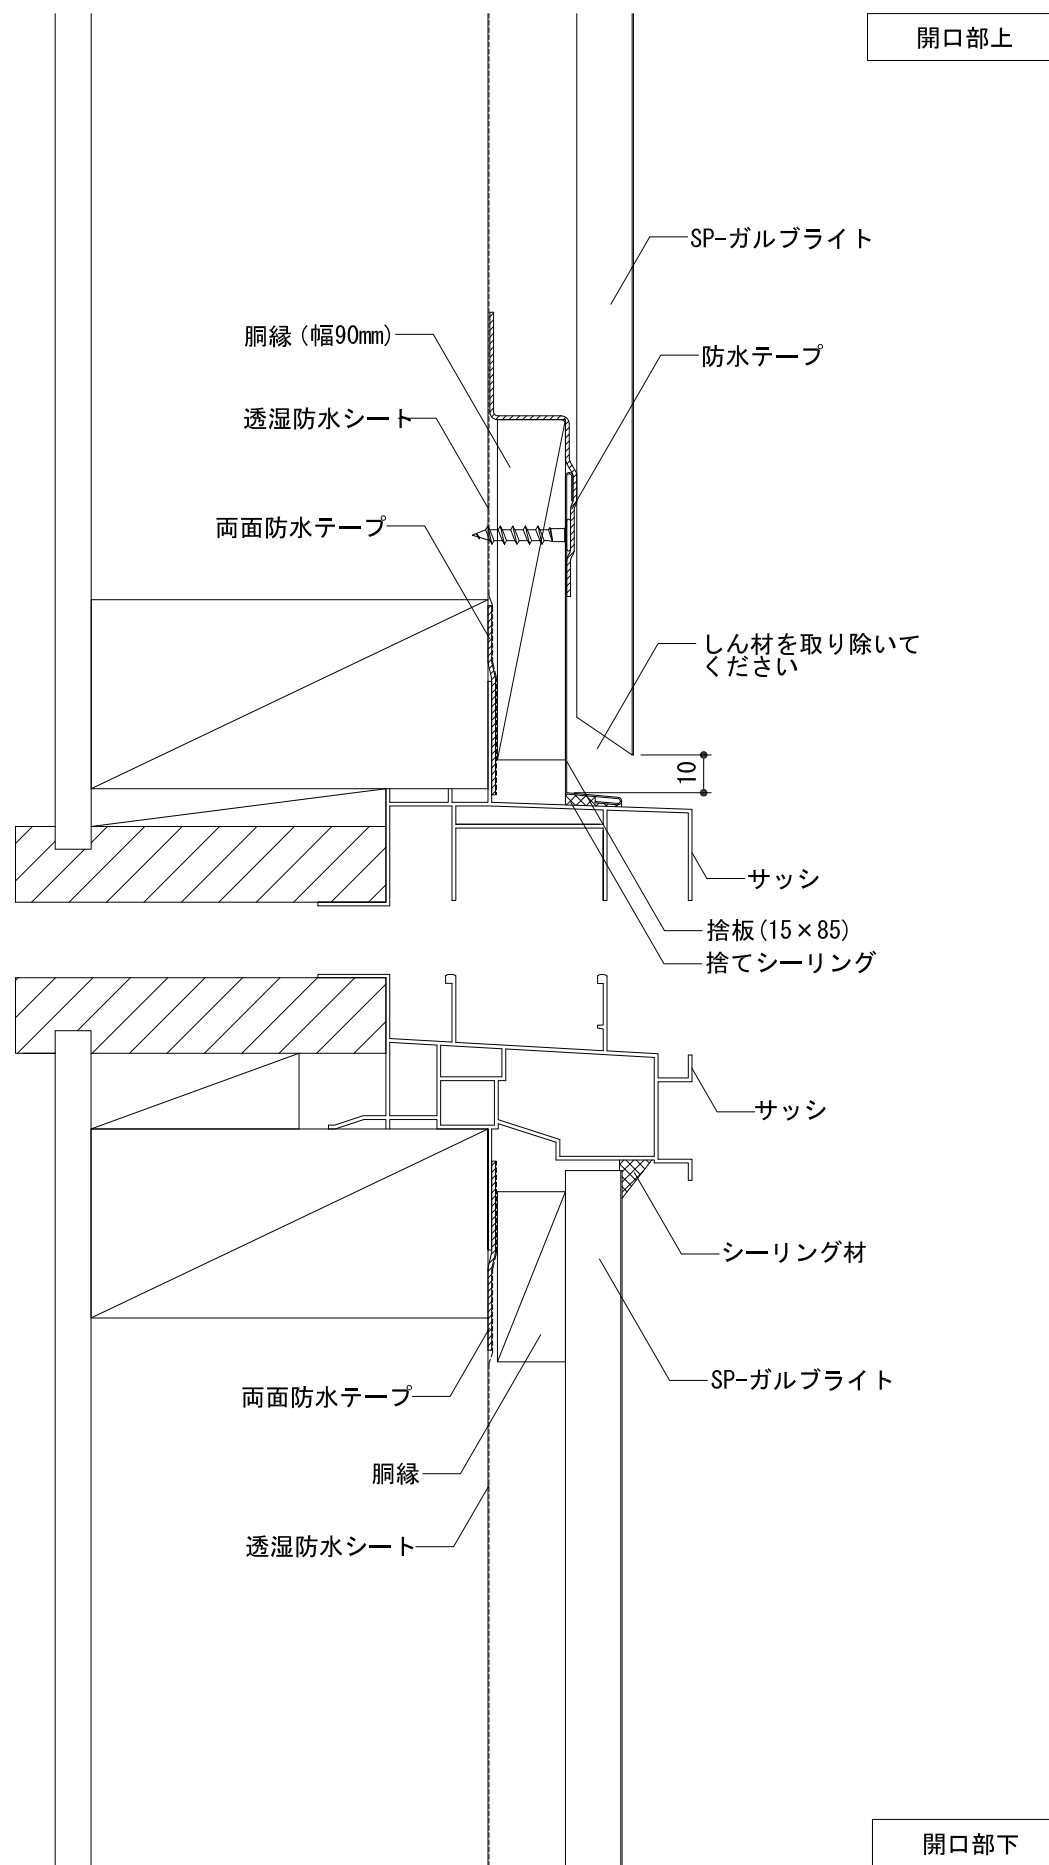 開口部上
SP-ガルブライト
胴縁（幅90mm）
防水テープ
透湿防水シート
両面防水テープ
しん材を取り除いて
ください
10
サッシ
捨板(15×85)
捨てシーリング
サッシ
シーリング材
SP-ガルブライト
両面防水テープ
胴縁
透湿防水シート
開口部下